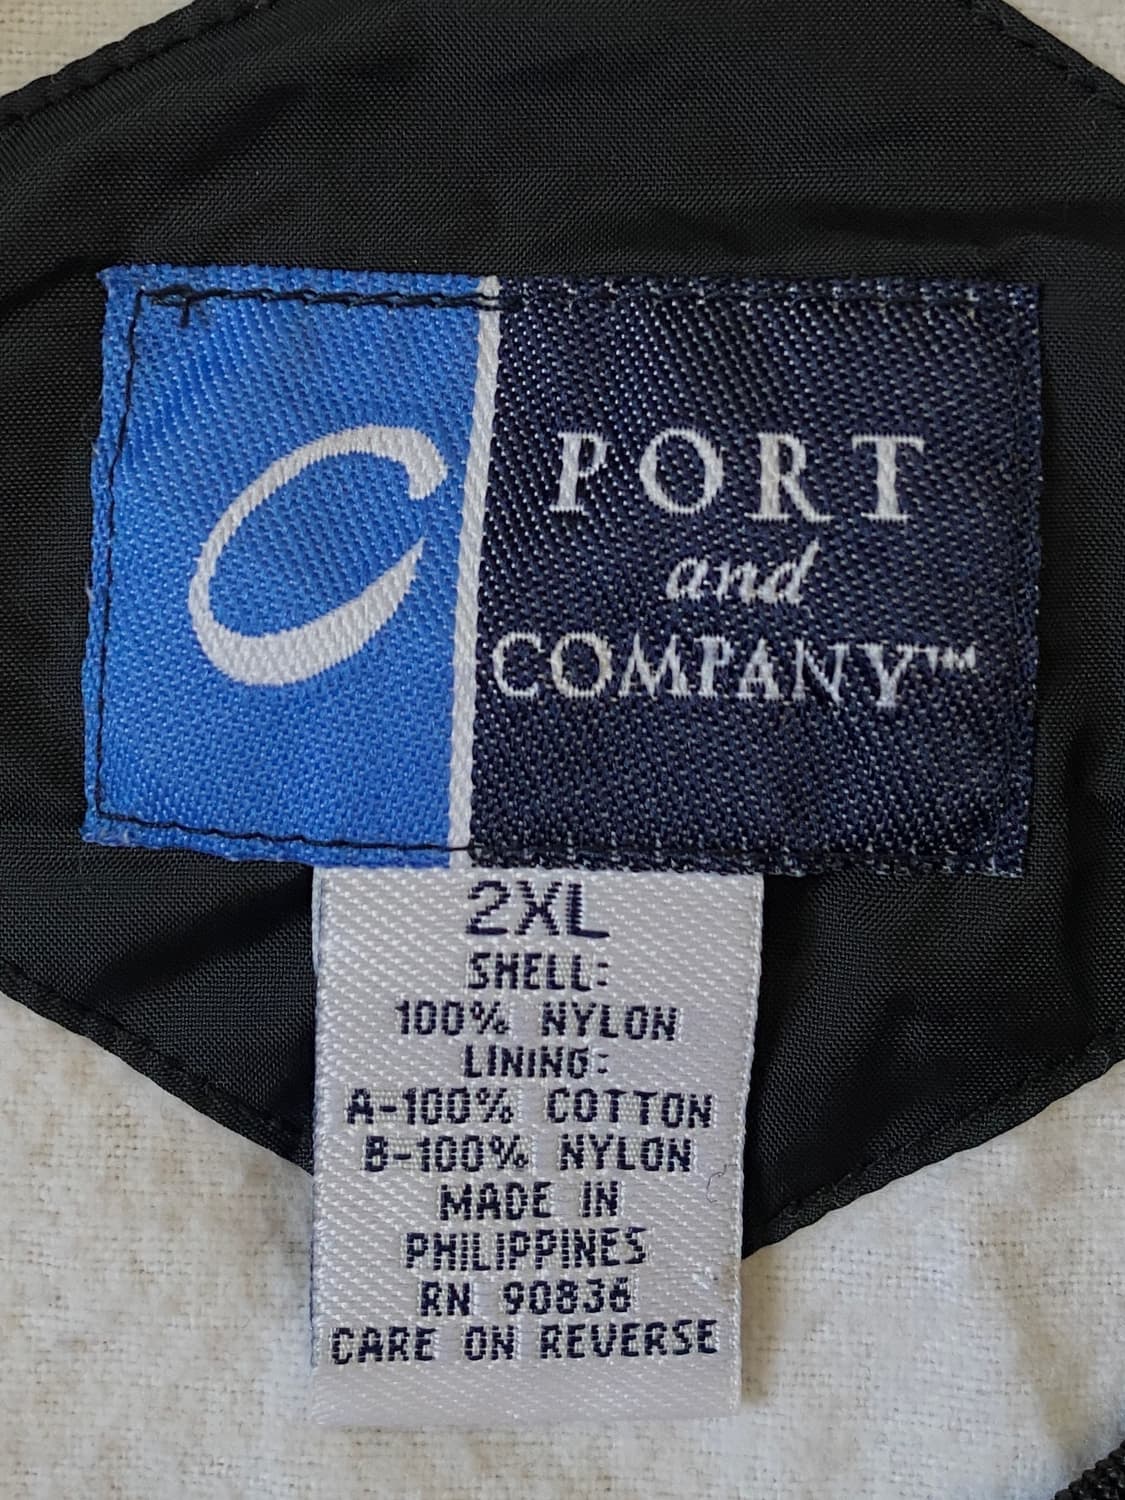 C
PORT
and
COMPANY™
2XL
SHELL:
100% NYLON
LINING:
A-100% COTTON
B-100% NYLON
MADE IN
PHILIPPINES
RN 90836
CARE ON REVERSE